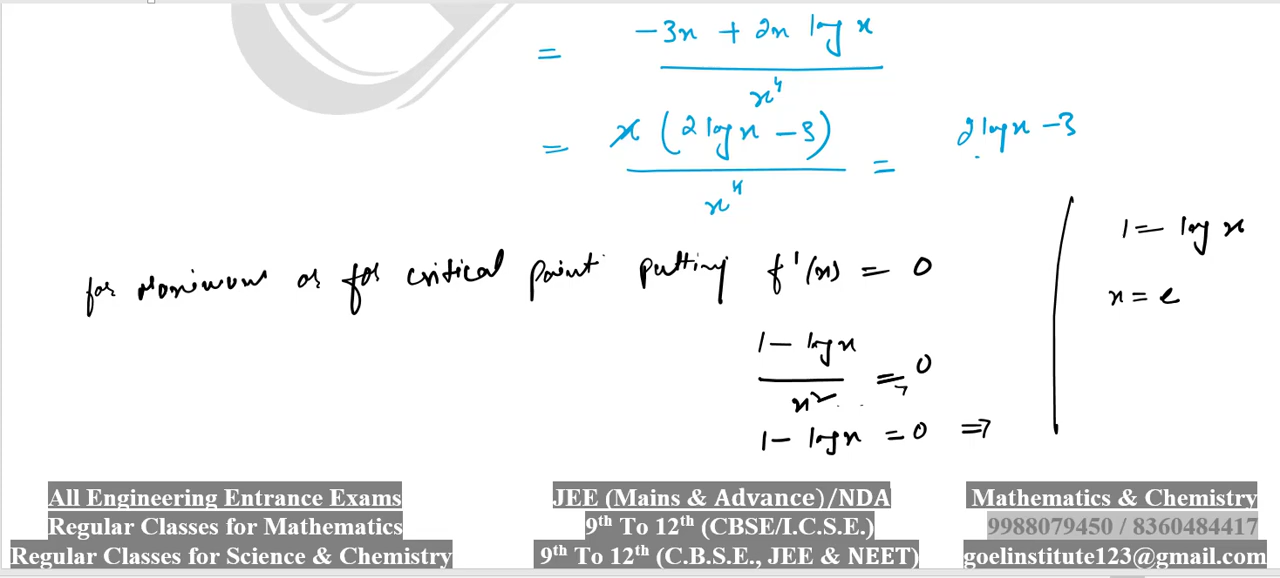 = -3x + 2x log x / x⁴
= x (2 log x - 3) / x⁴ = 2 log x - 3
for Maximum or for critical point putting f'(x) = 0
1 - log x / x² = 0
1 - log x = 0 ⇒
1 = log x
x = e
All Engineering Entrance Exams JEE (Mains & Advance)/NDA Mathematics & Chemistry
Regular Classes for Mathematics 9th To 12th (CBSE/I.C.S.E.) 9988079450 / 8360484417
Regular Classes for Science & Chemistry 9th To 12th (C.B.S.E., JEE & NEET) goelinstitute123@gmail.com